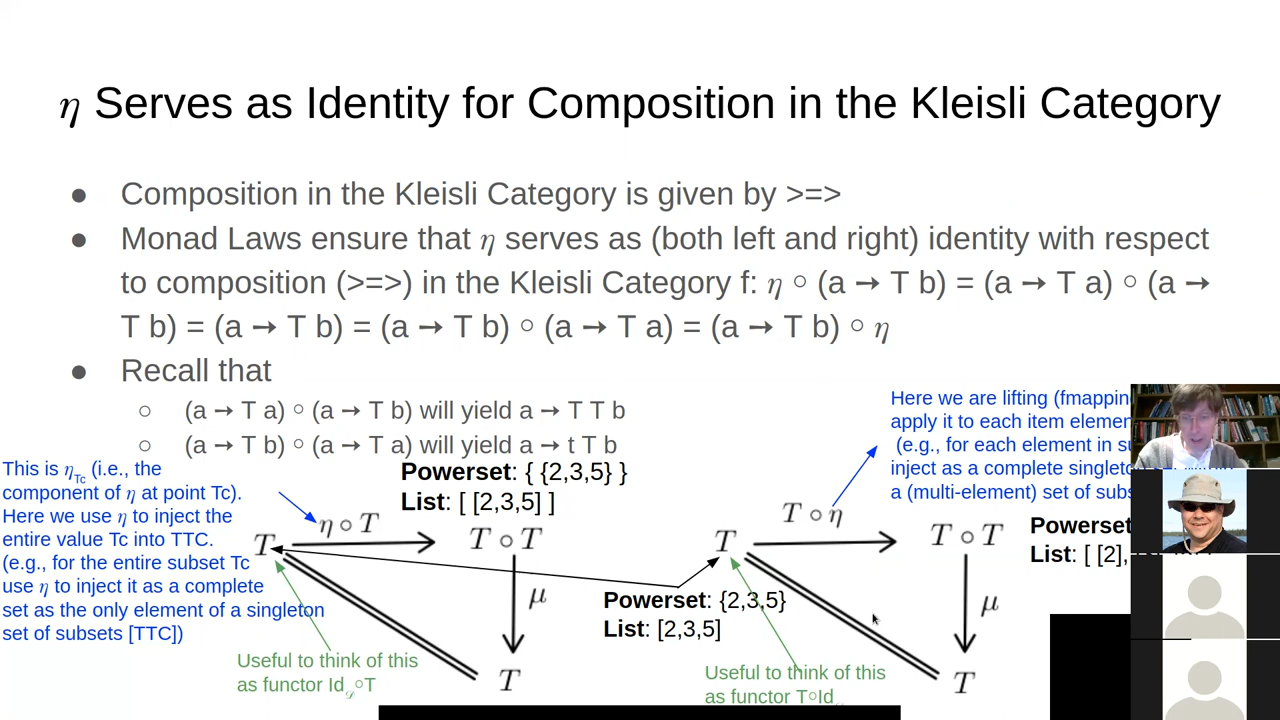 η Serves as Identity for Composition in the Kleisli Category
● Composition in the Kleisli Category is given by >=>
● Monad Laws ensure that η serves as (both left and right) identity with respect
to composition (>=>) in the Kleisli Category f: η ∘ (a → T b) = (a → T a) ∘ (a →
T b) = (a → T b) = (a → T b) ∘ (a → T a) = (a → T b) ∘ η
● Recall that
○ (a → T a) ∘ (a → T b) will yield a → T T b
○ (a → T b) ∘ (a → T a) will yield a → t T b
This is η_Tc (i.e., the
component of η at point Tc).
Here we use η to inject the
entire value Tc into TTC.
(e.g., for the entire subset Tc
use η to inject it as a complete
set as the only element of a singleton
set of subsets [TTC])
Powerset: { {2,3,5} }
List: [ [2,3,5] ]
T
η ∘ T
T ∘ T
μ
T
Useful to think of this
as functor Id∘T
Powerset: {2,3,5}
List: [2,3,5]
Here we are lifting (fmapping
apply it to each item element
(e.g., for each element in
inject as a complete singleton
a (multi-element) set of subs
T
T ∘ η
T ∘ T
μ
T
Powerset
List: [ [2],
Useful to think of this
as functor T∘Id